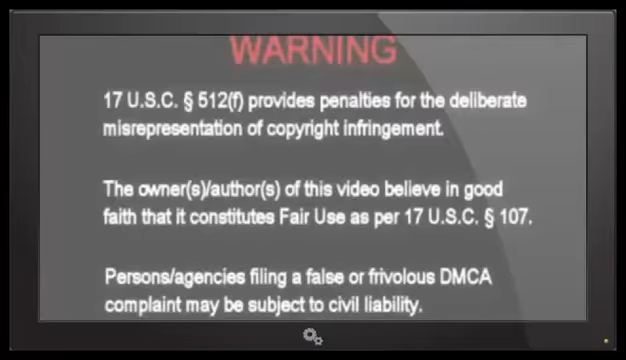 WARNING
17 U.S.C. § 512(f) provides penalties for the deliberate
misrepresentation of copyright infringement.
The owner(s)/author(s) of this video believe in good
faith that it constitutes Fair Use as per 17 U.S.C. § 107.
Persons/agencies filing a false or frivolous DMCA
complaint may be subject to civil liability.